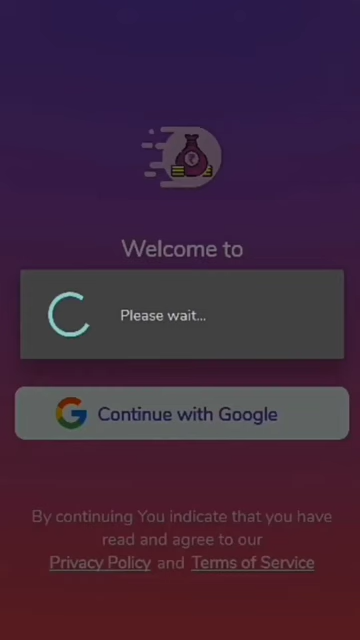 Welcome to
Please wait...
Continue with Google
By continuing You indicate that you have
read and agree to our
Privacy Policy and Terms of Service